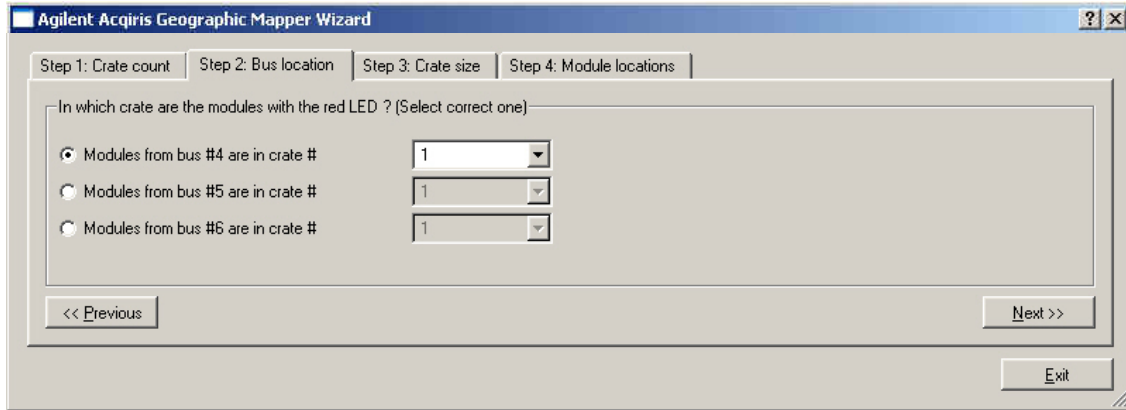 Agilent Acqiris Geographic Mapper Wizard
Step 1: Crate count Step 2: Bus location Step 3: Crate size Step 4: Module locations
In which crate are the modules with the red LED ? (Select correct one)
Modules from bus #4 are in crate # 1
Modules from bus #5 are in crate # 1
Modules from bus #6 are in crate # 1
<< Previous Next >>
Exit